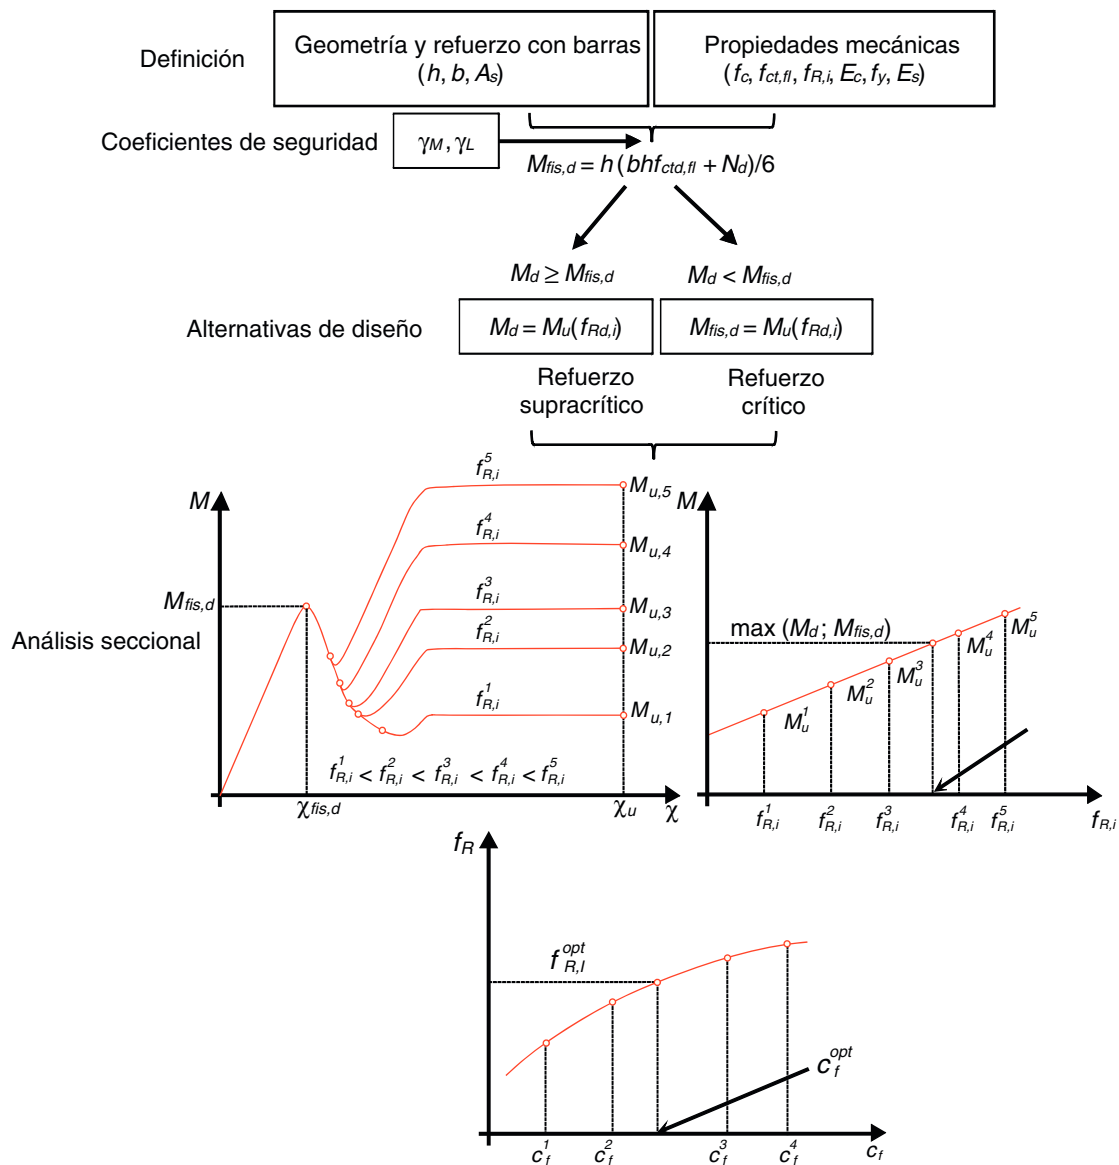 Definición
Geometría y refuerzo con barras
(h, b, As)
Propiedades mecánicas
(fc, fct,fl, fR,i, Ec, fy, Es)
Coeficientes de seguridad
γM, γL
Mfis,d = h (bhfctd,fl + Nd)/6
Md ≥ Mfis,d
Md < Mfis,d
Alternativas de diseño
Md = Mu(fRd,i)
Mfis,d = Mu(fRd,i)
Refuerzo
supracrítico
Refuerzo
crítico
Análisis seccional
M
Mfis,d
f⁵R,i
Mu,5
f⁴R,i
Mu,4
f³R,i
Mu,3
f²R,i
Mu,2
f¹R,i
Mu,1
f¹R,i < f²R,i < f³R,i < f⁴R,i < f⁵R,i
χfis,d
χu
χ
M
max (Md ; Mfis,d)
M¹u
M²u
M³u
M⁴u
M⁵u
f¹R,i
f²R,i
f³R,i
f⁴R,i
f⁵R,i
fR,i
fR
f^opt R,I
c^opt f
c¹f
c²f
c³f
c⁴f
cf